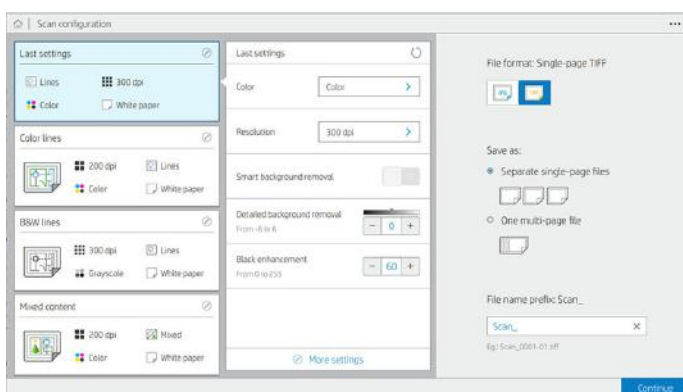 Scan configuration
Last settings
Lines
300 dpi
Color
White paper
Color lines
200 dpi
Lines
Color
White paper
B&W lines
300 dpi
Lines
Grayscale
White paper
Mixed content
200 dpi
Mixed
Color
White paper
Last settings
Color
Color
Resolution
300 dpi
Smart background removal
Detailed background removal
From -6 to 6
- 0 +
Black enhancement
From 0 to 255
- 60 +
More settings
File format: Single-page TIFF
Save as:
Separate single-page files
One multi-page file
File name prefix: Scan_
Scan_
Eg: Scan_0001-01.tiff
Continue